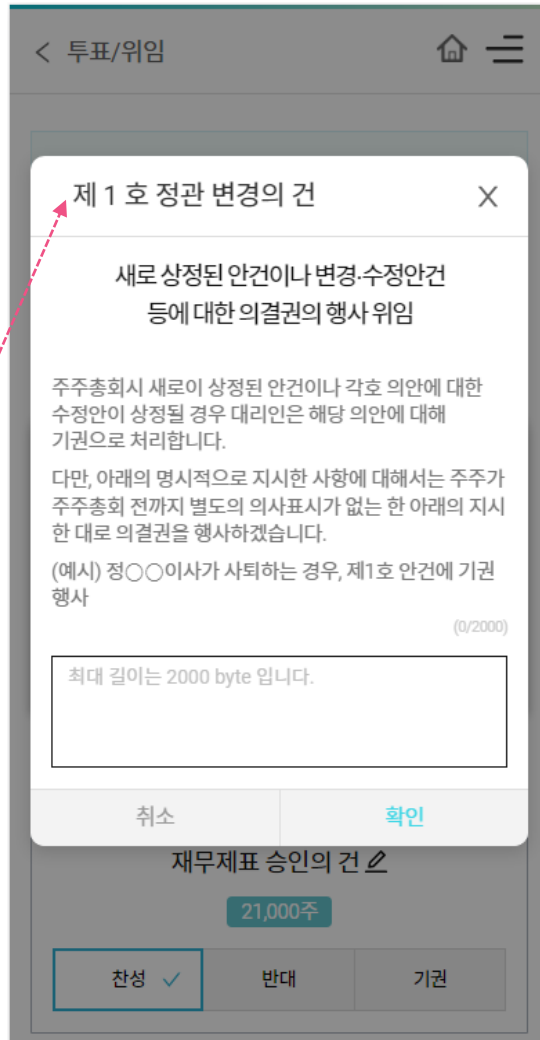 투표/위임
제 1 호 정관 변경의 건
새로 상정된 안건이나 변경·수정안건
등에 대한 의결권의 행사 위임
주주총회시 새로이 상정된 안건이나 각호 의안에 대한
수정안이 상정될 경우 대리인은 해당 의안에 대해
기권으로 처리합니다.
다만, 아래의 명시적으로 지시한 사항에 대해서는 주주가
주주총회 전까지 별도의 의사표시가 없는 한 아래의 지시
한 대로 의결권을 행사하겠습니다.
(예시) 정○○이사가 사퇴하는 경우, 제1호 안건에 기권
행사
(0/2000)
최대 길이는 2000 byte 입니다.
취소 확인
재무제표 승인의 건
21,000주
찬성 반대 기권